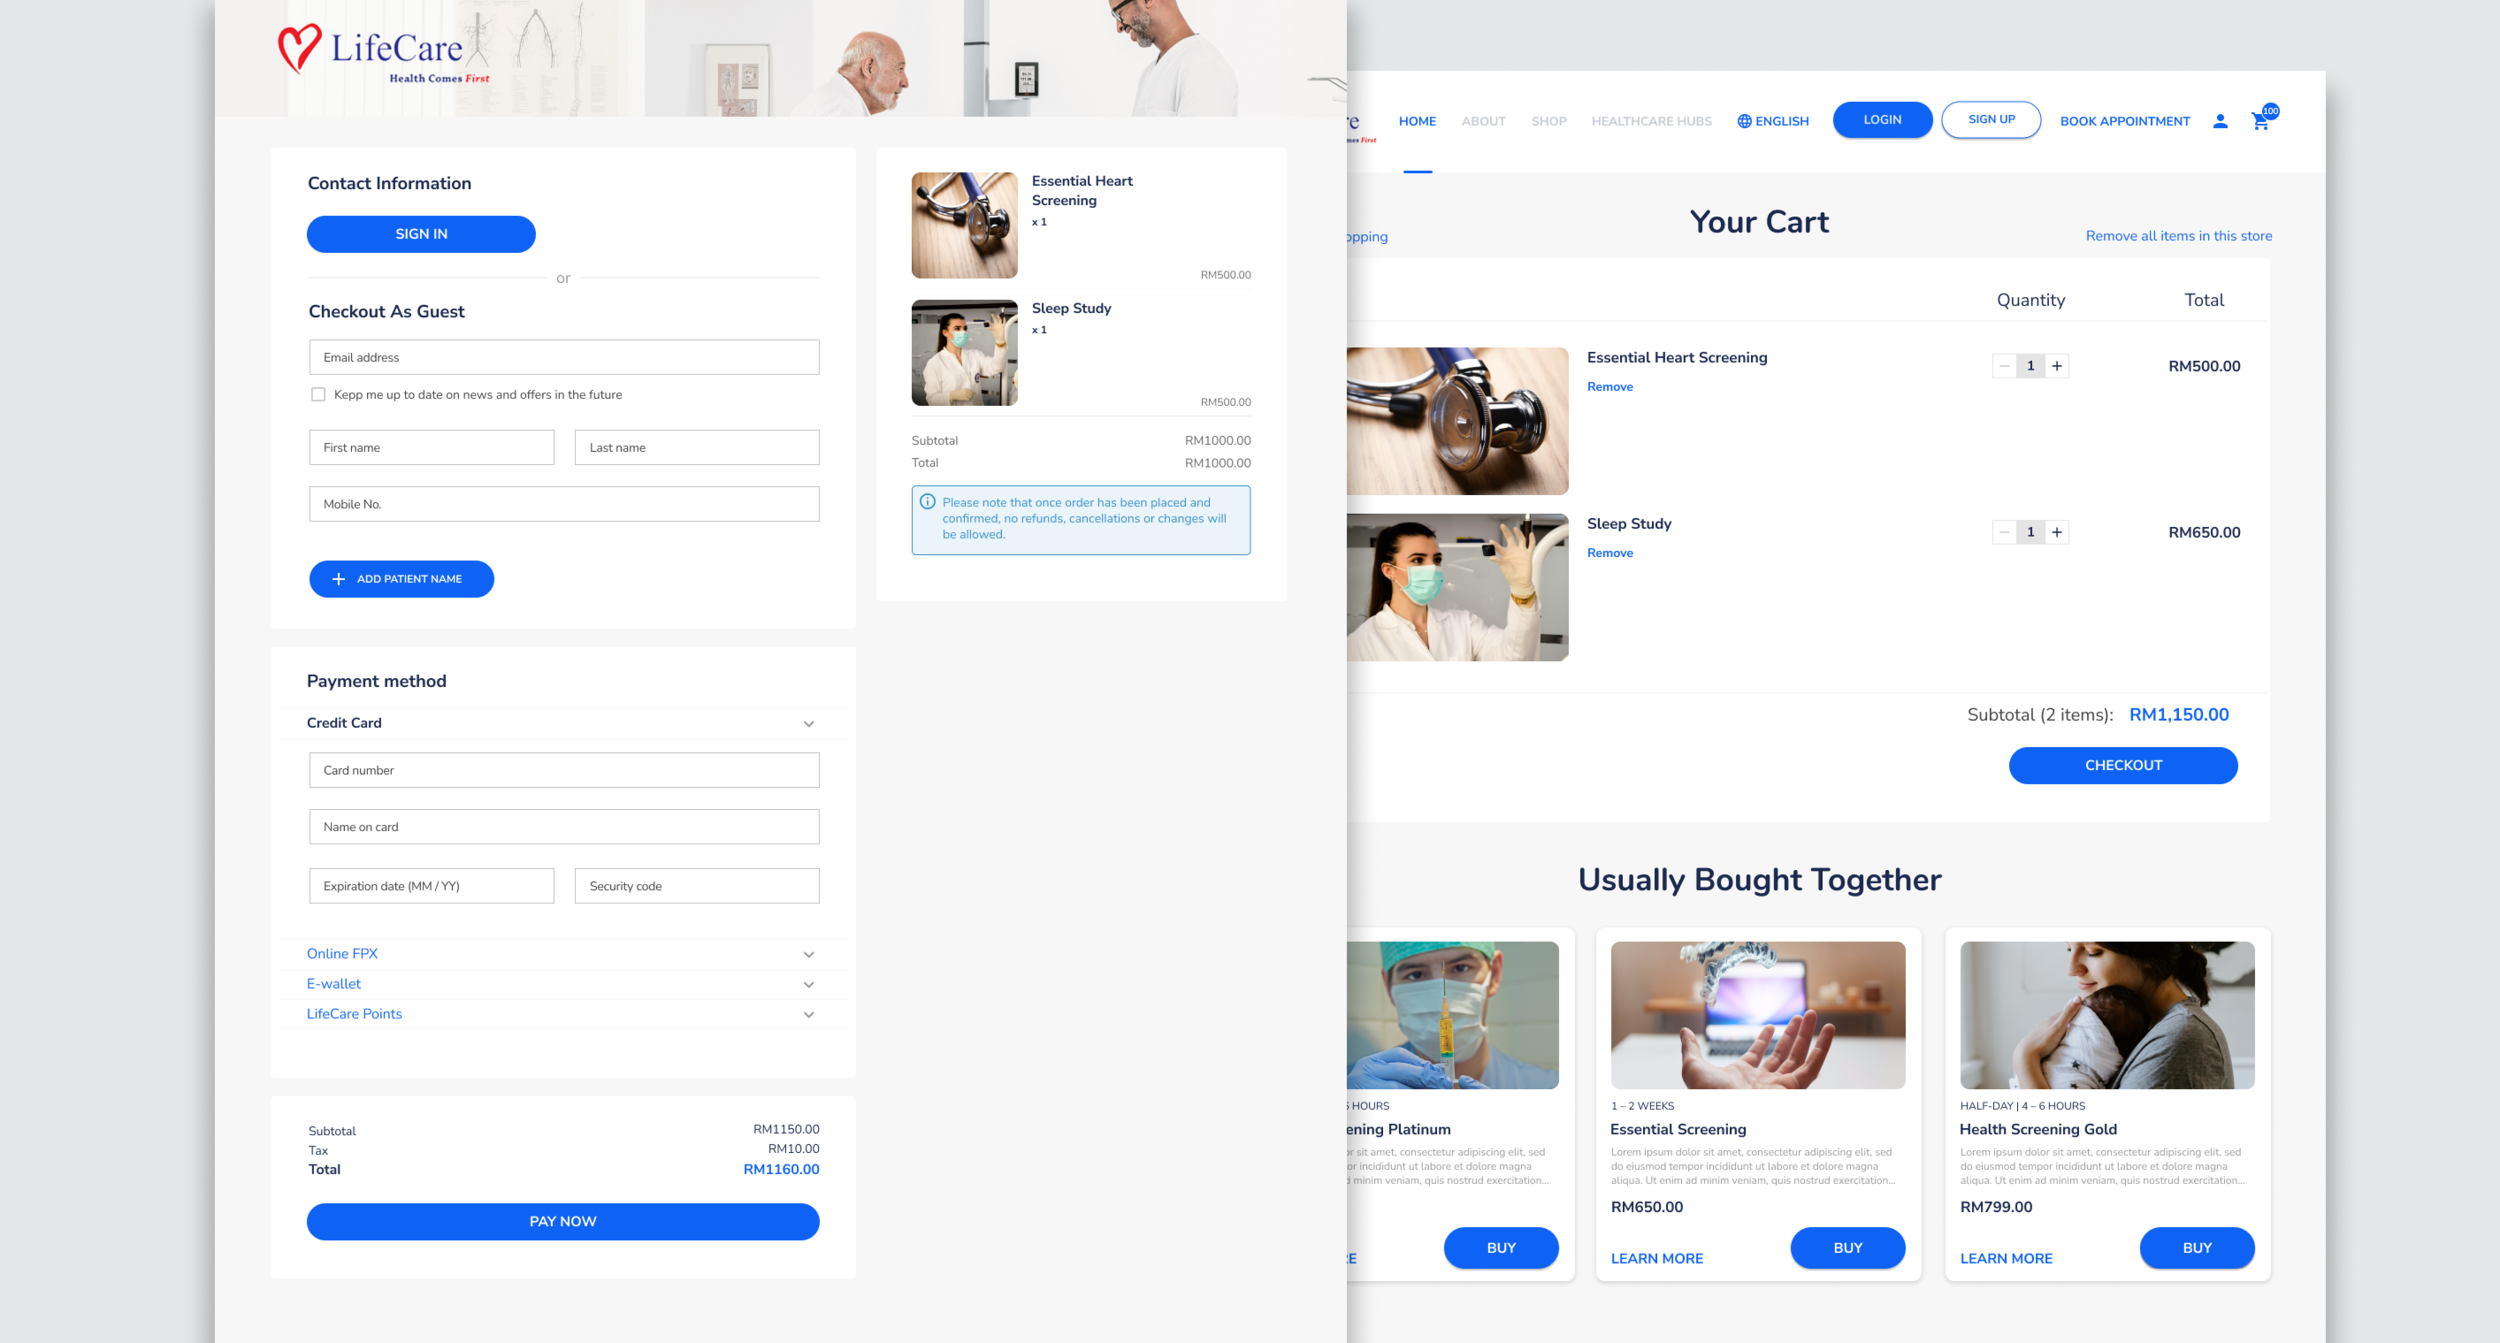 LifeCare
Health Comes First
Contact Information
SIGN IN
or
Checkout As Guest
Email address
Kepp me up to date on news and offers in the future
First name
Last name
Mobile No.
ADD PATIENT NAME
Payment method
Credit Card
Card number
Name on card
Expiration date (MM / YY)
Security code
Online FPX
E-wallet
LifeCare Points
Subtotal RM1150.00
Tax RM10.00
Total RM1160.00
PAY NOW
Essential Heart
Screening
x 1
RM500.00
Sleep Study
x 1
RM500.00
Subtotal RM1000.00
Total RM1000.00
Please note that once order has been placed and
confirmed, no refunds, cancellations or changes will
be allowed.
HOME ABOUT SHOP HEALTHCARE HUBS ENGLISH LOGIN SIGN UP BOOK APPOINTMENT 100
First
Your Cart
opping
Remove all items in this store
Quantity Total
Essential Heart Screening
Remove
1
RM500.00
Sleep Study
Remove
1
RM650.00
Subtotal (2 items): RM1,150.00
CHECKOUT
Usually Bought Together
HOURS
ening Platinum
or sit amet, consectetur adipiscing elit, sed
or incididunt ut labore et dolore magna
d minim veniam, quis nostrud exercitation...
RE
BUY
1 – 2 WEEKS
Essential Screening
Lorem ipsum dolor sit amet, consectetur adipiscing elit, sed
do eiusmod tempor incididunt ut labore et dolore magna
aliqua. Ut enim ad minim veniam, quis nostrud exercitation...
RM650.00
LEARN MORE
BUY
HALF-DAY | 4 – 6 HOURS
Health Screening Gold
Lorem ipsum dolor sit amet, consectetur adipiscing elit, sed
do eiusmod tempor incididunt ut labore et dolore magna
aliqua. Ut enim ad minim veniam, quis nostrud exercitation...
RM799.00
LEARN MORE
BUY